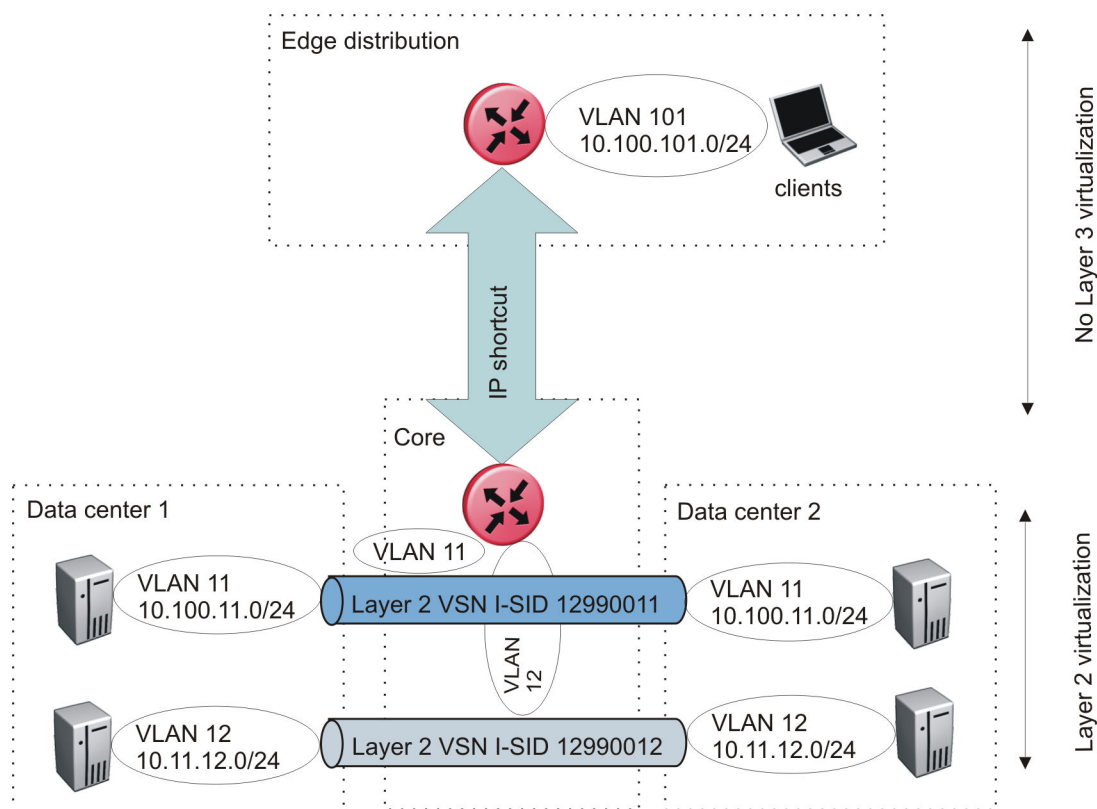 Edge distribution
VLAN 101
10.100.101.0/24
clients
No Layer 3 virtualization
IP shortcut
Core
Data center 1
Data center 2
VLAN 11
VLAN 11
10.100.11.0/24
Layer 2 VSN I-SID 12990011
VLAN 11
10.100.11.0/24
VLAN
12
VLAN 12
10.11.12.0/24
Layer 2 VSN I-SID 12990012
VLAN 12
10.11.12.0/24
Layer 2 virtualization